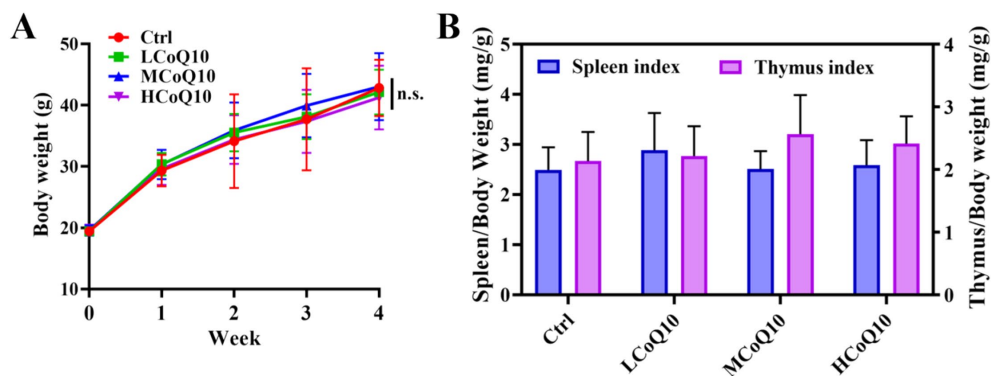 A
Ctrl
LCoQ10
MCoQ10
HCoQ10
Body weight (g)
50
40
30
20
10
0
1
2
3
4
Week
n.s.
B
Spleen index
Thymus index
Spleen/Body Weight (mg/g)
5
4
3
2
1
0
Thymus/Body weight (mg/g)
4
3
2
1
0
Ctrl
LCoQ10
MCoQ10
HCoQ10